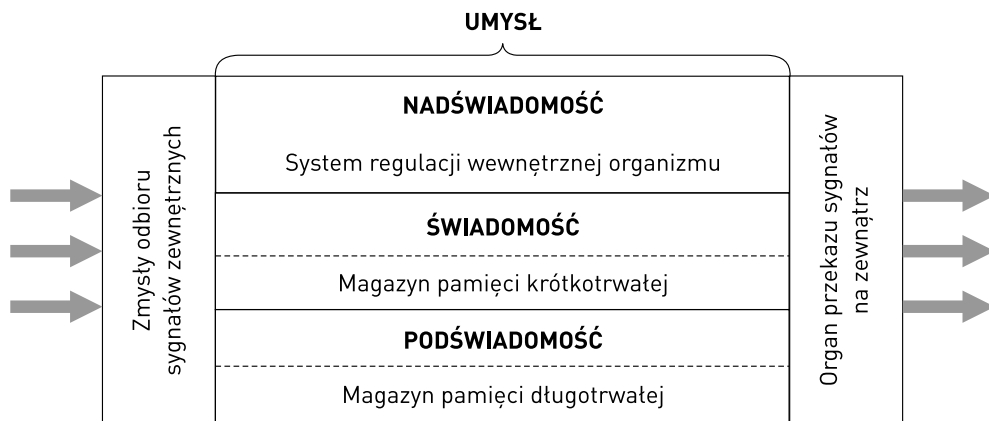 UMYSŁ
Zmysły odbioru
sygnałów zewnętrznych
NADŚWIADOMOŚĆ
System regulacji wewnętrznej organizmu
ŚWIADOMOŚĆ
Magazyn pamięci krótkotrwałej
PODŚWIADOMOŚĆ
Magazyn pamięci długotrwałej
Organ przekazu sygnałów
na zewnątrz